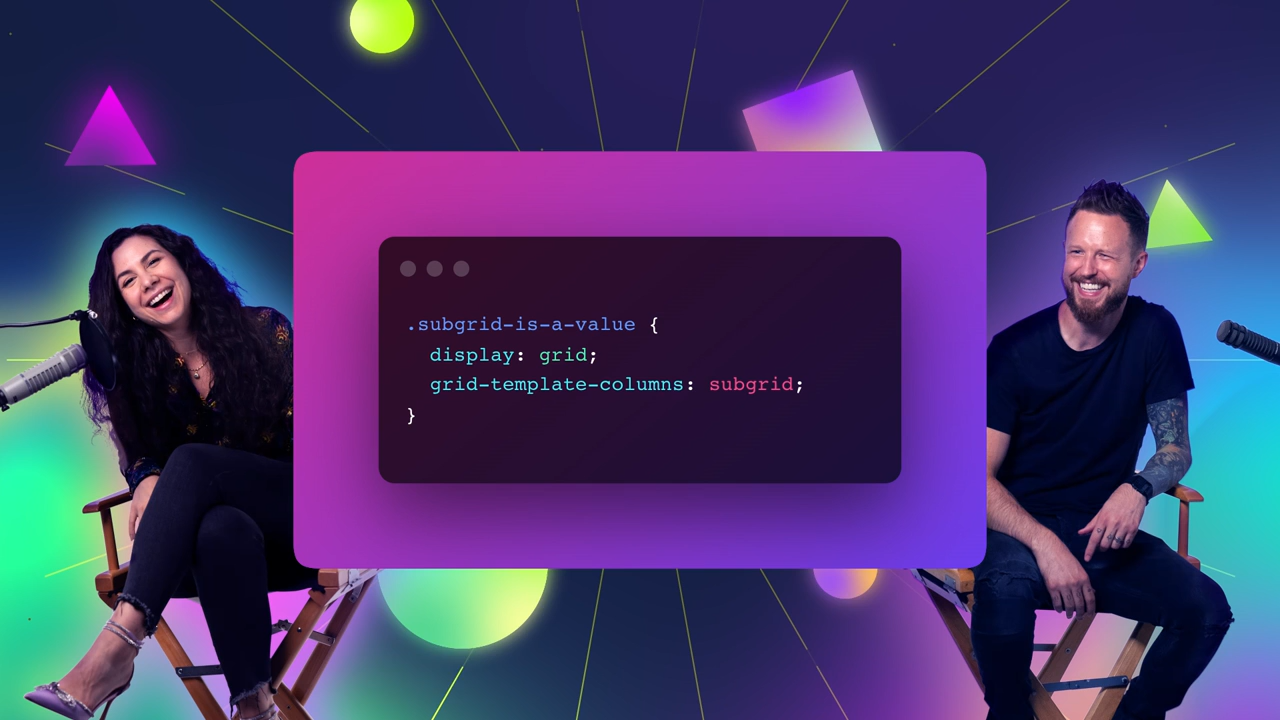 .subgrid-is-a-value {
  display: grid;
  grid-template-columns: subgrid;
}